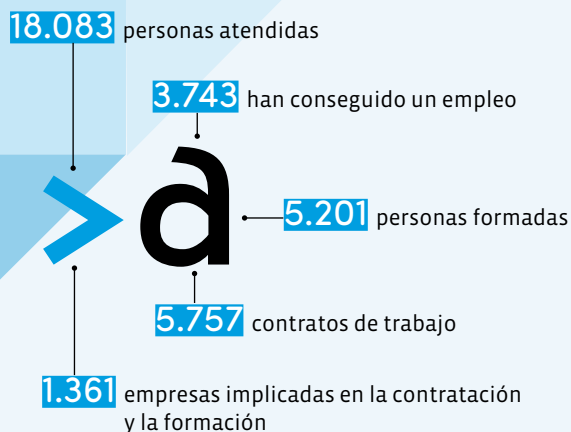 18.083 personas atendidas
3.743 han conseguido un empleo
>a
5.201 personas formadas
5.757 contratos de trabajo
1.361 empresas implicadas en la contratación
y la formación